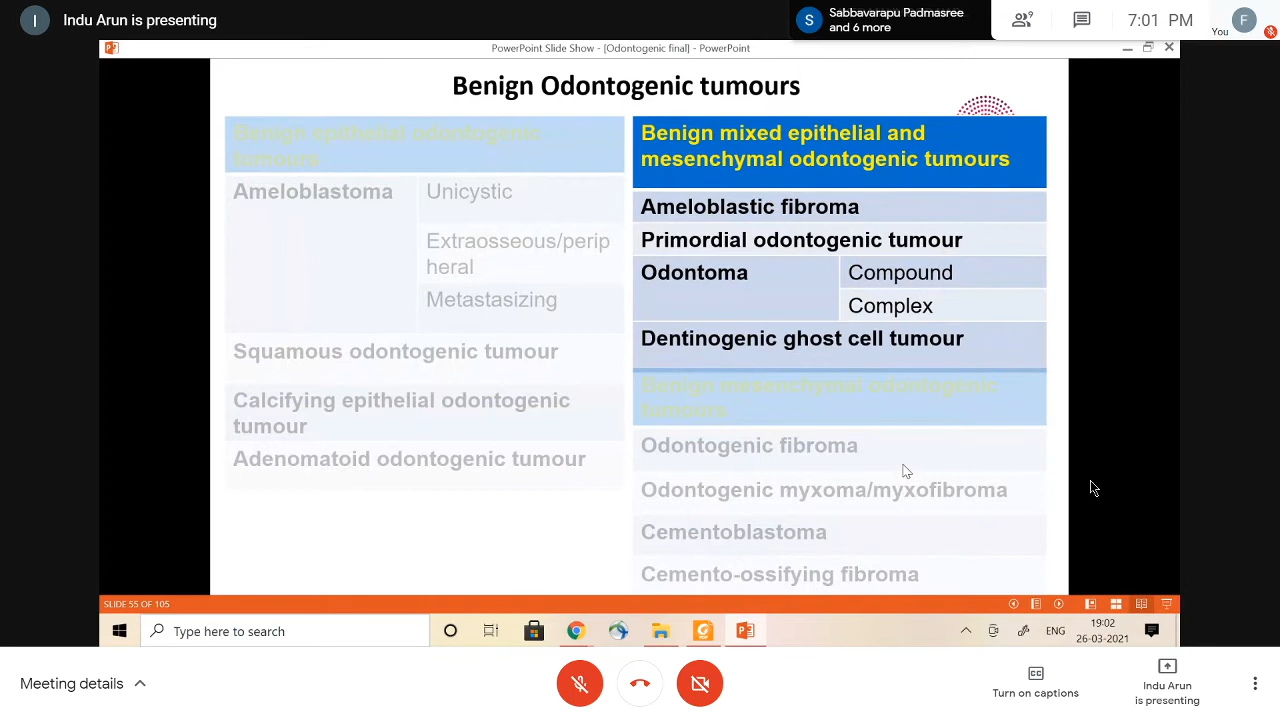 I
Indu Arun is presenting
S
Sabbavarapu Padmasree
and 6 more
9
7:01 PM
You
F
PowerPoint Slide Show - [Odontogenic final] - PowerPoint
Benign Odontogenic tumours
Benign epithelial odontogenic
tumours
Ameloblastoma
Unicystic
Extraosseous/perip
heral
Metastasizing
Squamous odontogenic tumour
Calcifying epithelial odontogenic
tumour
Adenomatoid odontogenic tumour
Benign mixed epithelial and
mesenchymal odontogenic tumours
Ameloblastic fibroma
Primordial odontogenic tumour
Odontoma
Compound
Complex
Dentinogenic ghost cell tumour
Benign mesenchymal odontogenic
tumours
Odontogenic fibroma
Odontogenic myxoma/myxofibroma
Cementoblastoma
Cemento-ossifying fibroma
SLIDE 55 OF 105
Type here to search
ENG
19:02
26-03-2021
Meeting details
CC
Turn on captions
Indu Arun
is presenting